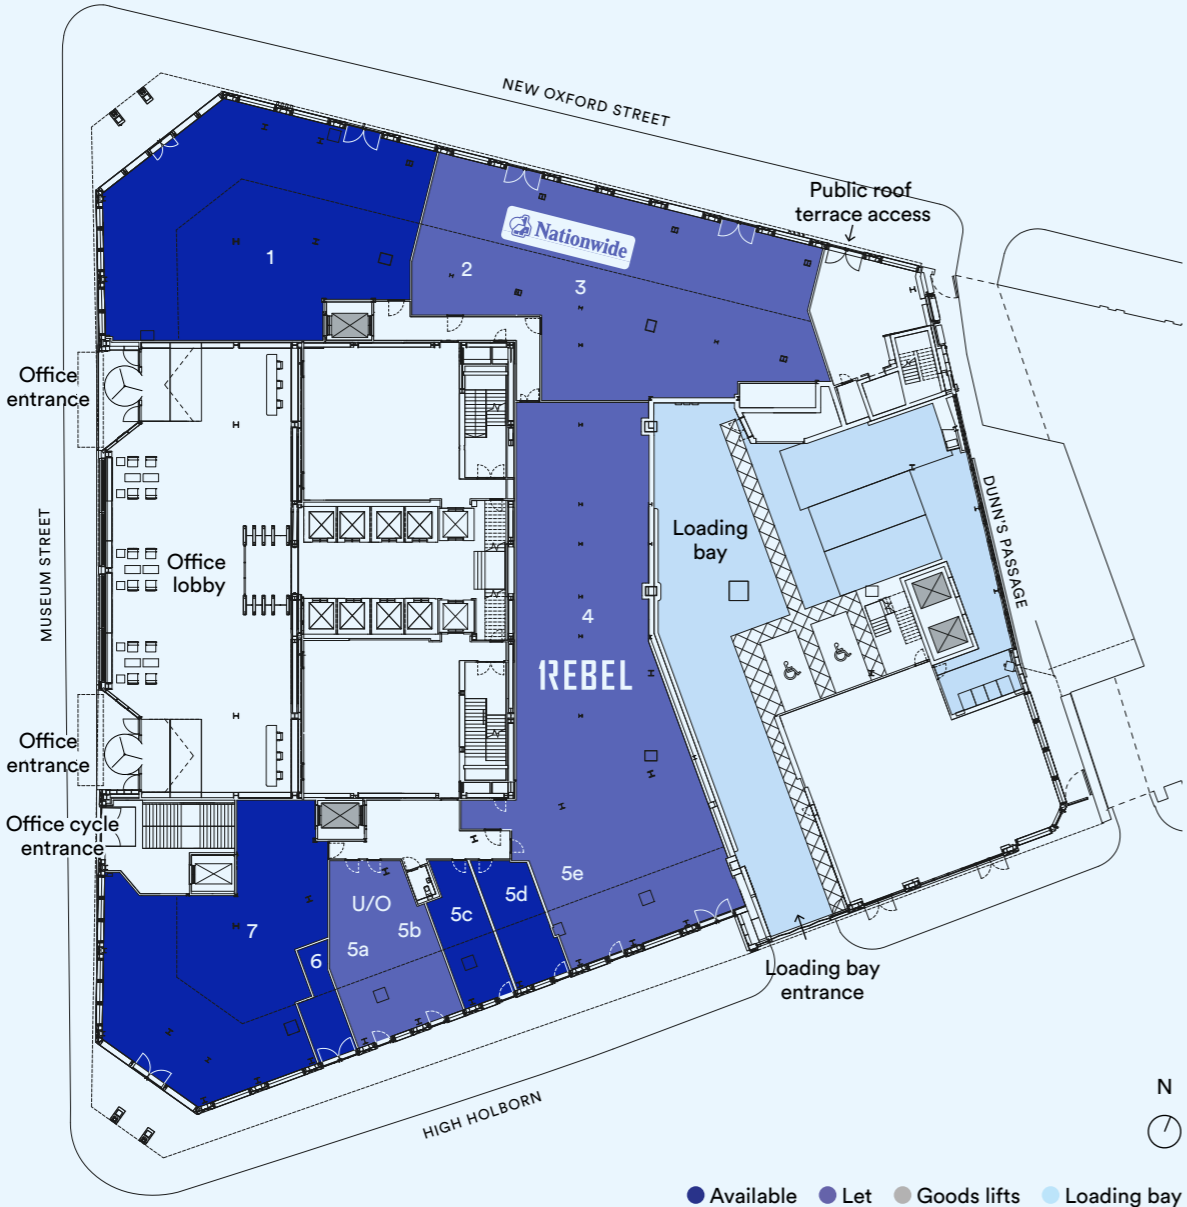 NEW OXFORD STREET
Public roof
terrace access
Nationwide
1
2
3
Office
entrance
MUSEUM STREET
Office
lobby
Loading
bay
DUNN'S PASSAGE
4
1REBEL
Office
entrance
Office cycle
entrance
U/O
5a
5b
5c
5d
5e
6
7
Loading bay
entrance
HIGH HOLBORN
N
Available
Let
Goods lifts
Loading bay